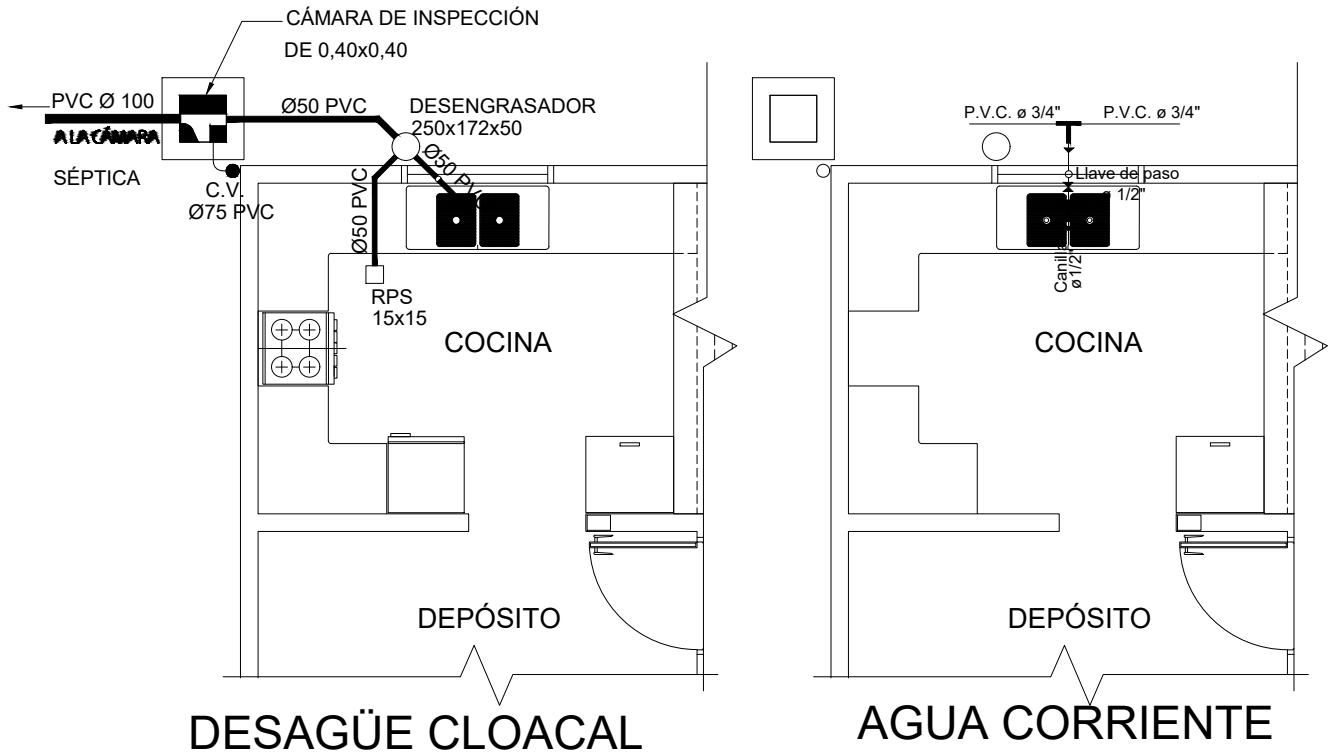 CÁMARA DE INSPECCIÓN
DE 0,40x0,40
PVC Ø 100
A LA CÁMARA
SÉPTICA
Ø50 PVC
DESENGRASADOR
250x172x50
Ø50 PVC
Ø50 PVC
C.V.
Ø75 PVC
RPS
15x15
COCINA
DEPÓSITO
DESAGÜE CLOACAL
P.V.C. ø 3/4"
P.V.C. ø 3/4"
Llave de paso
ø 1/2"
Canilla
ø1/2"
COCINA
DEPÓSITO
AGUA CORRIENTE